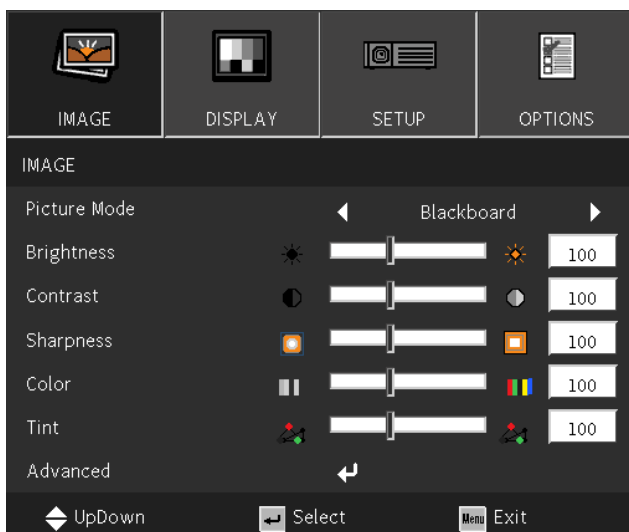 IMAGE DISPLAY SETUP OPTIONS
IMAGE
Picture Mode Blackboard
Brightness 100
Contrast 100
Sharpness 100
Color 100
Tint 100
Advanced
UpDown Select Menu Exit